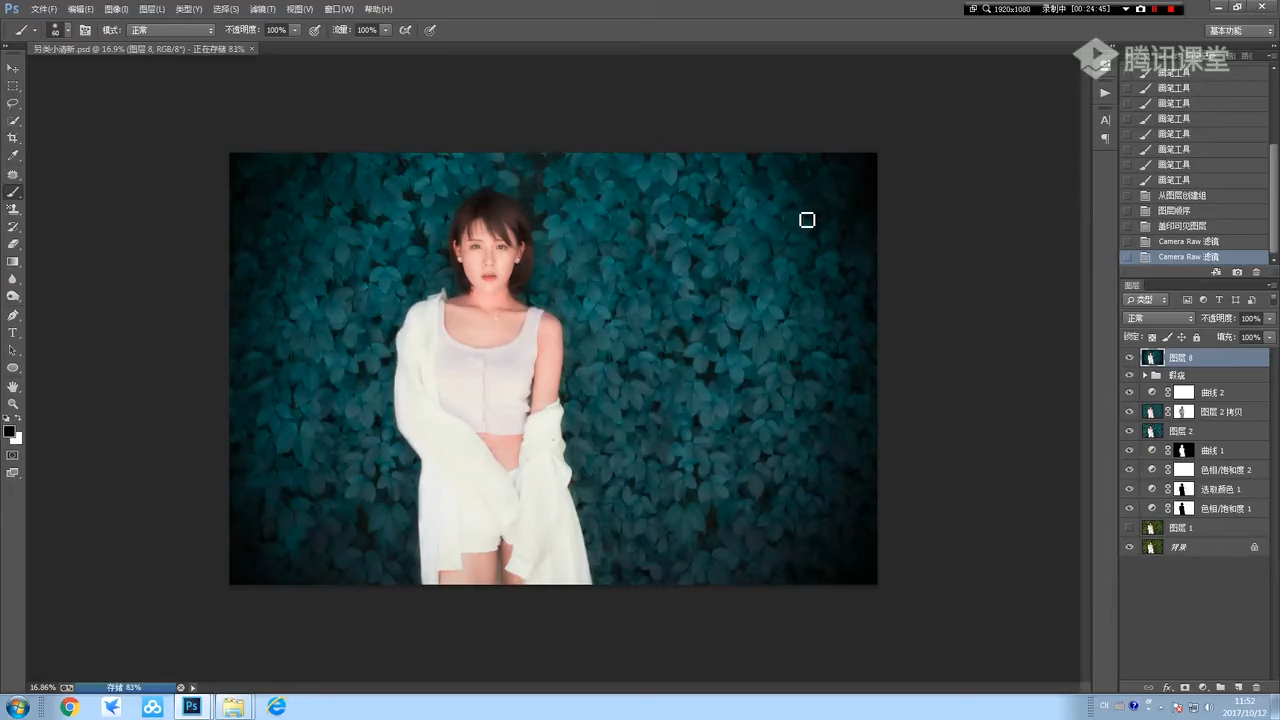 Ps 文件(F) 编辑(E) 图像(I) 图层(L) 类型(Y) 选择(S) 滤镜(T) 视图(V) 窗口(W) 帮助(H)
1920x1080 录制中 [00:24:45]
60 模式: 正常 不透明度: 100% 流量: 100%
基本功能
另类小清新.psd @ 16.9% (图层 8, RGB/8*) - 正在存储 83% ×
腾讯课堂
画笔工具
画笔工具
画笔工具
画笔工具
画笔工具
画笔工具
画笔工具
画笔工具
从图层创建组
图层顺序
盖印可见图层
Camera Raw 滤镜
Camera Raw 滤镜
图层
类型
正常 不透明度: 100%
锁定: 填充: 100%
图层 8
瑕疵
曲线 2
图层 2 拷贝
图层 2
曲线 1
色相/饱和度 2
选取颜色 1
色相/饱和度 1
图层 1
背景
16.86% 存储 83%
Ps
CH
11:52
2017/10/12